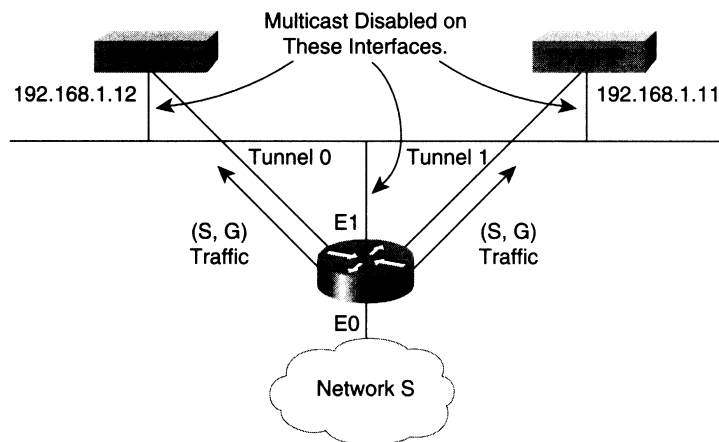 Multicast Disabled on
These Interfaces.
192.168.1.12
192.168.1.11
Tunnel 0
Tunnel 1
(S, G)
Traffic
E1
(S, G)
Traffic
E0
Network S